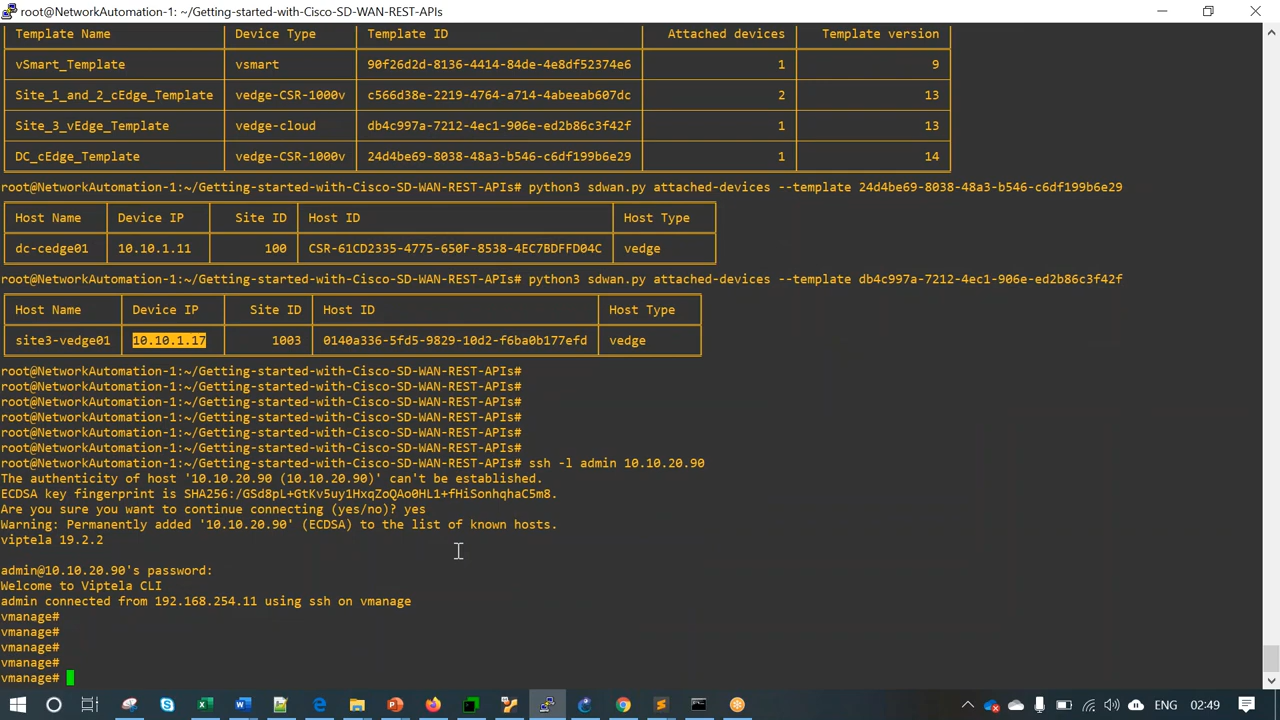 root@NetworkAutomation-1: ~/Getting-started-with-Cisco-SD-WAN-REST-APIs
Template Name Device Type Template ID Attached devices Template version
vSmart_Template vsmart 90f26d2d-8136-4414-84de-4e8df52374e6 1 9
Site_1_and_2_cEdge_Template vedge-CSR-1000v c566d38e-2219-4764-a714-4abeeab607dc 2 13
Site_3_vEdge_Template vedge-cloud db4c997a-7212-4ec1-906e-ed2b86c3f42f 1 13
DC_cEdge_Template vedge-CSR-1000v 24d4be69-8038-48a3-b546-c6df199b6e29 1 14
root@NetworkAutomation-1:~/Getting-started-with-Cisco-SD-WAN-REST-APIs# python3 sdwan.py attached-devices --template 24d4be69-8038-48a3-b546-c6df199b6e29
Host Name Device IP Site ID Host ID Host Type
dc-cedge01 10.10.1.11 100 CSR-61CD2335-4775-650F-8538-4EC7BDFFD04C vedge
root@NetworkAutomation-1:~/Getting-started-with-Cisco-SD-WAN-REST-APIs# python3 sdwan.py attached-devices --template db4c997a-7212-4ec1-906e-ed2b86c3f42f
Host Name Device IP Site ID Host ID Host Type
site3-vedge01 10.10.1.17 1003 0140a336-5fd5-9829-10d2-f6ba0b177efd vedge
root@NetworkAutomation-1:~/Getting-started-with-Cisco-SD-WAN-REST-APIs#
root@NetworkAutomation-1:~/Getting-started-with-Cisco-SD-WAN-REST-APIs#
root@NetworkAutomation-1:~/Getting-started-with-Cisco-SD-WAN-REST-APIs#
root@NetworkAutomation-1:~/Getting-started-with-Cisco-SD-WAN-REST-APIs#
root@NetworkAutomation-1:~/Getting-started-with-Cisco-SD-WAN-REST-APIs#
root@NetworkAutomation-1:~/Getting-started-with-Cisco-SD-WAN-REST-APIs#
root@NetworkAutomation-1:~/Getting-started-with-Cisco-SD-WAN-REST-APIs# ssh -l admin 10.10.20.90
The authenticity of host '10.10.20.90 (10.10.20.90)' can't be established.
ECDSA key fingerprint is SHA256:/GSd8pL+GtKv5uy1HxqZoQAo0HL1+fHiSonhqhaC5m8.
Are you sure you want to continue connecting (yes/no)? yes
Warning: Permanently added '10.10.20.90' (ECDSA) to the list of known hosts.
viptela 19.2.2
admin@10.10.20.90's password:
Welcome to Viptela CLI
admin connected from 192.168.254.11 using ssh on vmanage
vmanage#
vmanage#
vmanage#
vmanage#
vmanage#
ENG 02:49